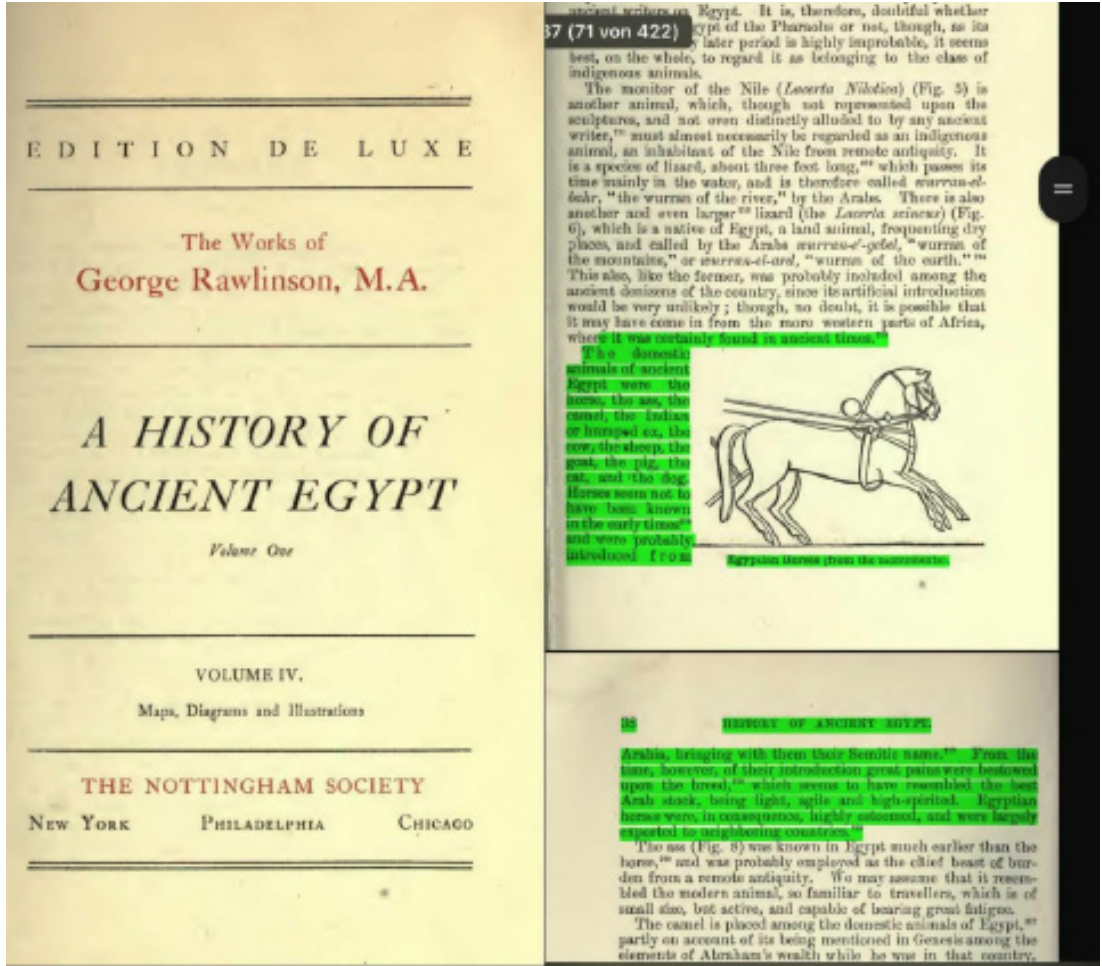 EDITION DE LUXE
The Works of
George Rawlinson, M.A.
A HISTORY OF
ANCIENT EGYPT
Volume One
VOLUME IV.
Maps, Diagrams and Illustrations
THE NOTTINGHAM SOCIETY
NEW YORK PHILADELPHIA CHICAGO
ancient writers on Egypt. It is, therefore, doubtful whether
37 (71 von 422)
gypt of the Pharaohs or not, though, as its
later period is highly improbable, it seems
best, on the whole, to regard it as belonging to the class of
indigenous animals.
The monitor of the Nile (Lacerta Nilotica) (Fig. 5) is
another animal, which, though not represented upon the
sculptures, and not even distinctly alluded to by any ancient
writer, must almost necessarily be regarded as an indigenous
animal, an inhabitant of the Nile from remote antiquity. It
is a species of lizard, about three feet long, which passes its
time mainly in the water, and is therefore called wurran-el-
bahr, "the wurran of the river," by the Arabs. There is also
another and even larger lizard (the Lacerta scincus) (Fig.
6), which is a native of Egypt, a land animal, frequenting dry
places, and called by the Arabs wurran-e'-gebel, "wurran of
the mountains," or wurran-el-ard, "wurran of the earth."
This also, like the former, was probably included among the
ancient denizens of the country, since its artificial introduction
would be very unlikely; though, no doubt, it is possible that
it may have come in from the more western parts of Africa,
where it was certainly found in ancient times.
The domestic
animals of ancient
Egypt were the
horse, the ass, the
camel, the Indian
or humped ox, the
cow, the sheep, the
goat, the pig, the
cat, and the dog.
Horses seem not to
have been known
in the early times
and were probably
introduced from
Egyptian Horse (from the monuments).
38 HISTORY OF ANCIENT EGYPT.
Arabia, bringing with them their Semitic name. From the
time, however, of their introduction great pains were bestowed
upon the breed, which seems to have resembled the best
Arab stock, being light, agile and high-spirited. Egyptian
horses were, in consequence, highly esteemed, and were largely
exported to neighboring countries.
The ass (Fig. 8) was known in Egypt much earlier than the
horse, and was probably employed as the chief beast of bur-
den from a remote antiquity. We may assume that it resem-
bled the modern animal, so familiar to travellers, which is of
small size, but active, and capable of bearing great fatigue.
The camel is placed among the domestic animals of Egypt,
partly on account of its being mentioned in Genesis among the
elements of Abraham's wealth while he was in that country,